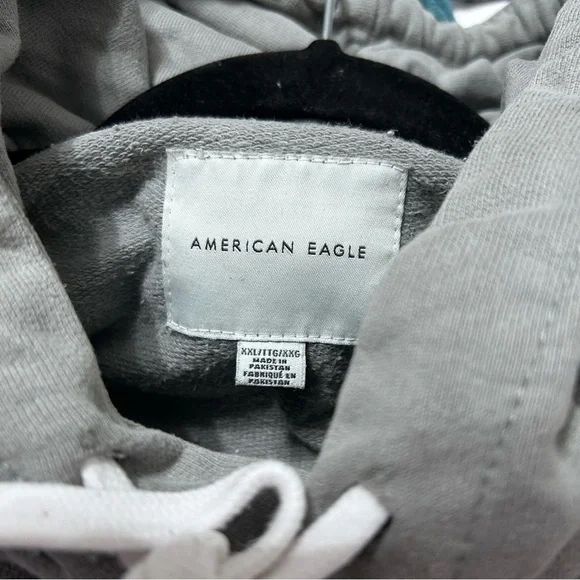 AMERICAN EAGLE
XXL/TTG/XXG
MADE IN
PAKISTAN
FABRIQUÉ EN
PAKISTAN